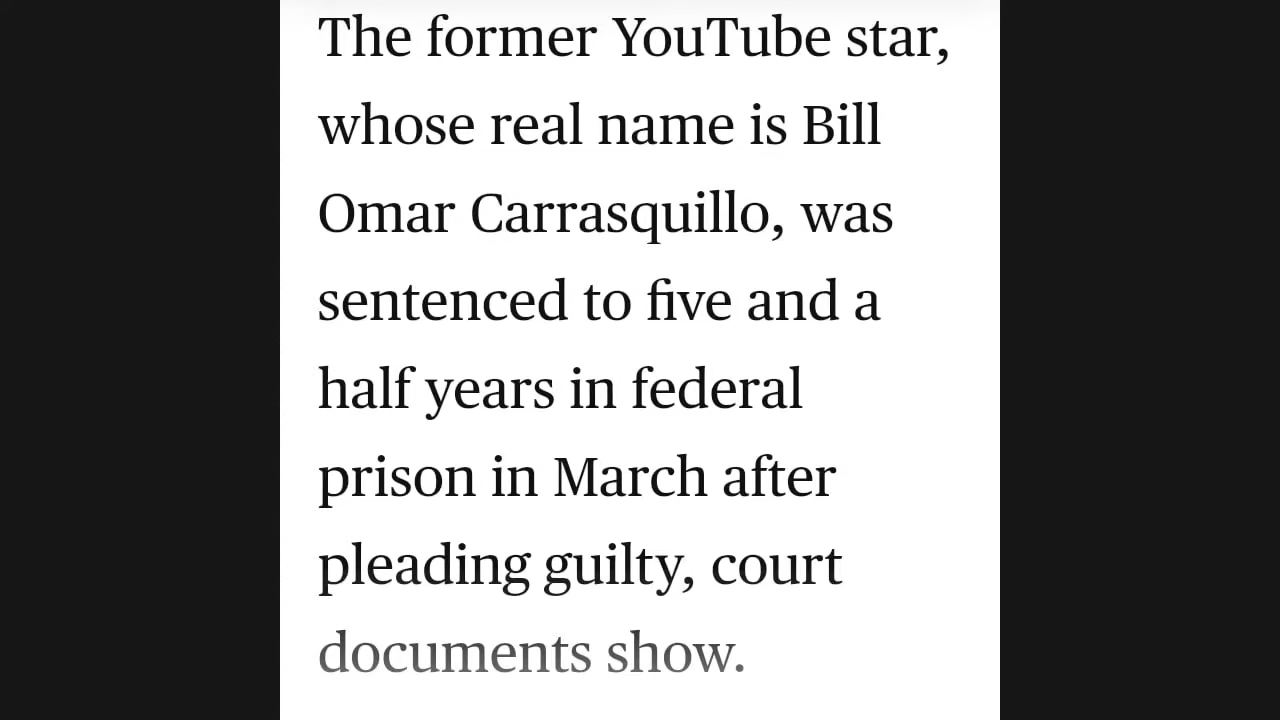 The former YouTube star,
whose real name is Bill
Omar Carrasquillo, was
sentenced to five and a
half years in federal
prison in March after
pleading guilty, court
documents show.